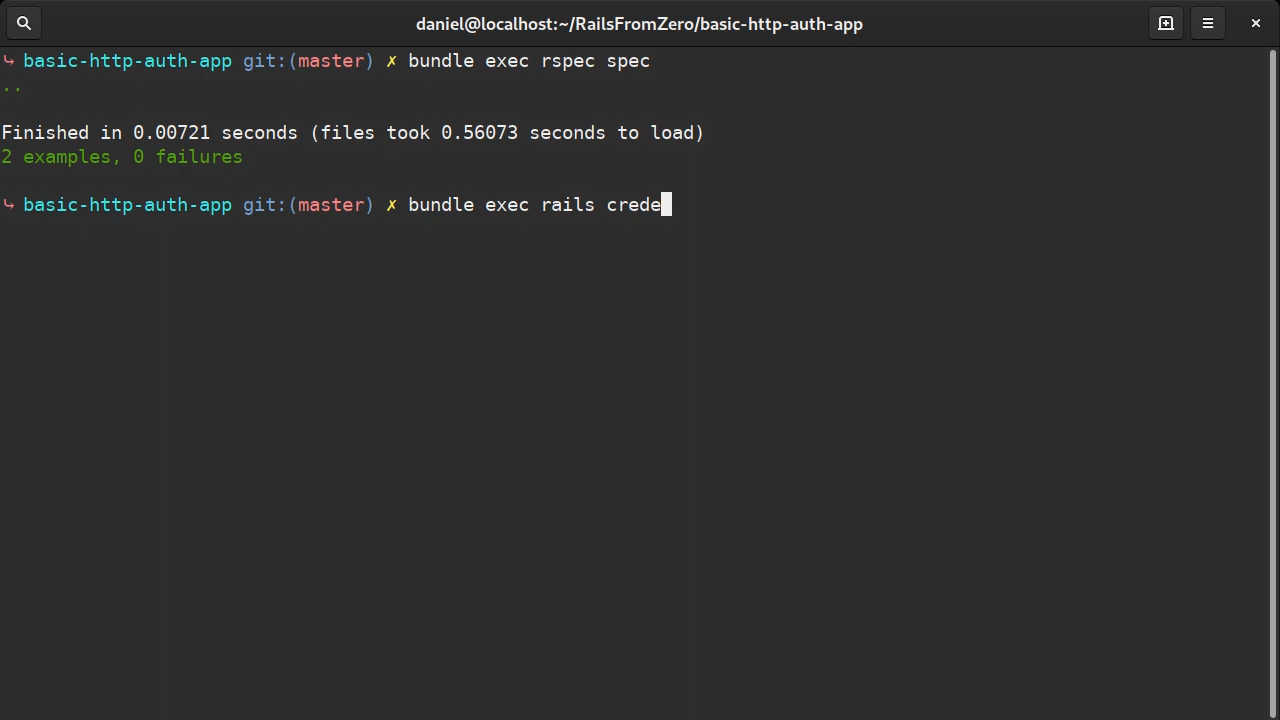 daniel@localhost:~/RailsFromZero/basic-http-auth-app
↪ basic-http-auth-app git:(master) ✗ bundle exec rspec spec
..
Finished in 0.00721 seconds (files took 0.56073 seconds to load)
2 examples, 0 failures
↪ basic-http-auth-app git:(master) ✗ bundle exec rails crede